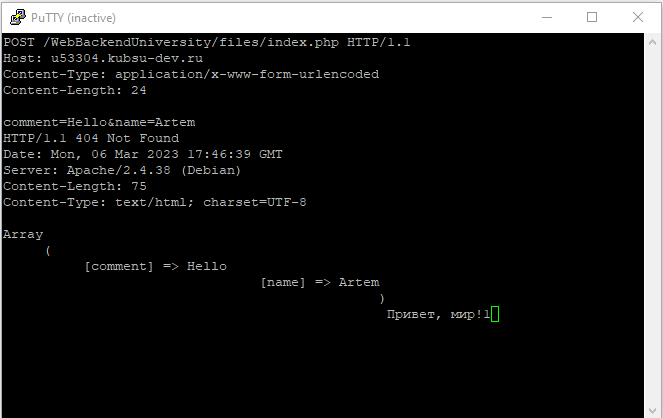 PuTTY (inactive)
POST /WebBackendUniversity/files/index.php HTTP/1.1
Host: u53304.kubsu-dev.ru
Content-Type: application/x-www-form-urlencoded
Content-Length: 24
comment=Hello&name=Artem
HTTP/1.1 404 Not Found
Date: Mon, 06 Mar 2023 17:46:39 GMT
Server: Apache/2.4.38 (Debian)
Content-Length: 75
Content-Type: text/html; charset=UTF-8
Array
(
[comment] => Hello
[name] => Artem
)
Привет, мир!1